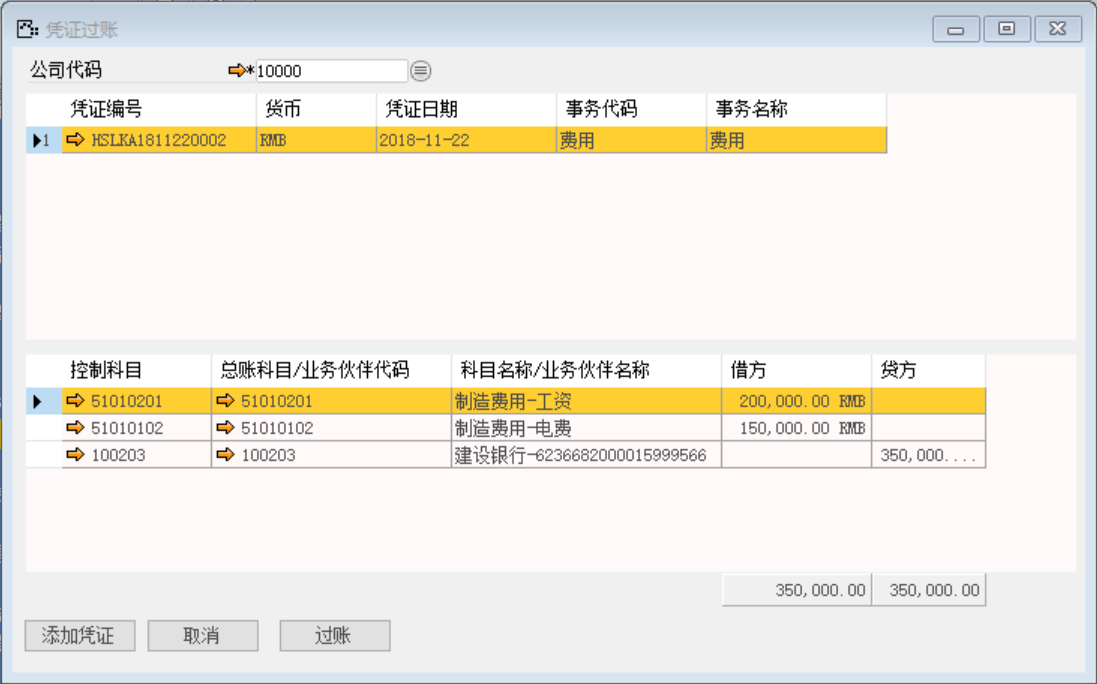 凭证过账
公司代码 *10000
凭证编号 货币 凭证日期 事务代码 事务名称
1 HSLKA1811220002 RMB 2018-11-22 费用 费用
控制科目 总账科目/业务伙伴代码 科目名称/业务伙伴名称 借方 贷方
51010201 51010201 制造费用-工资 200,000.00 RMB
51010102 51010102 制造费用-电费 150,000.00 RMB
100203 100203 建设银行-6236682000015999566 350,000....
350,000.00 350,000.00
添加凭证 取消 过账